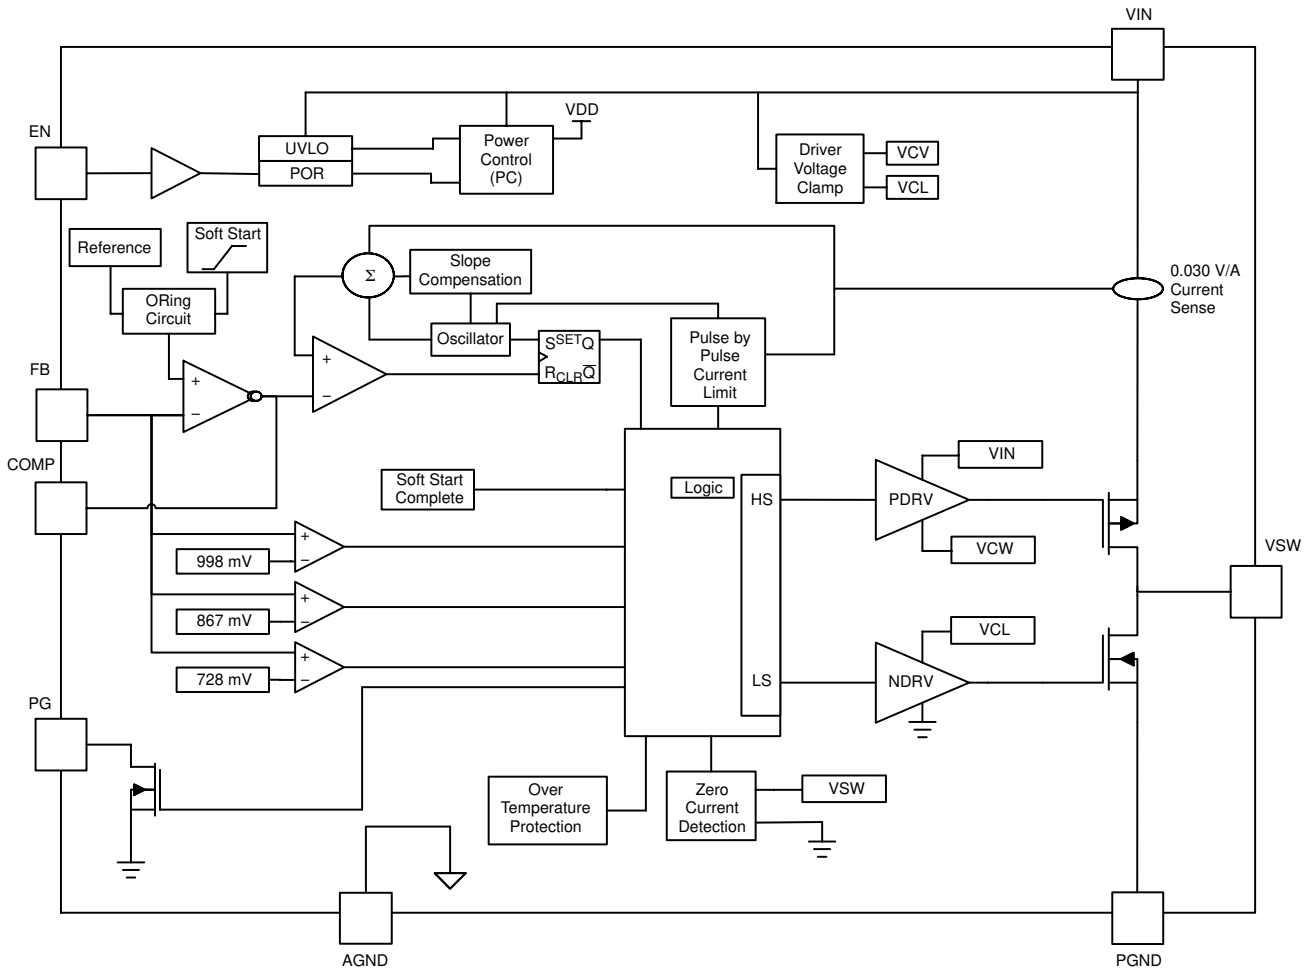 VIN
EN
UVLO
POR
Power
Control
(PC)
VDD
Driver
Voltage
Clamp
VCV
VCL
Reference
Soft Start
ORing
Circuit
Σ
Slope
Compensation
Oscillator
S SET Q
R CLR Q̅
Pulse by
Pulse
Current
Limit
0.030 V/A
Current
Sense
FB
+
−
+
−
COMP
Soft Start
Complete
Logic
HS
PDRV
VIN
VCW
VSW
998 mV
+
−
867 mV
+
−
728 mV
+
−
LS
NDRV
VCL
PG
Over
Temperature
Protection
Zero
Current
Detection
VSW
AGND
PGND